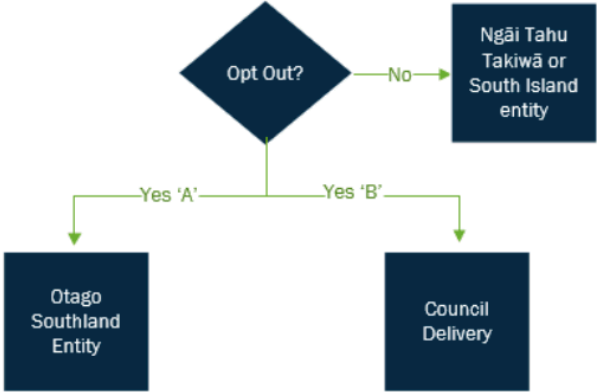 Opt Out?
No
Ngāi Tahu
Takiwā or
South Island
entity
Yes ‘A’
Yes ‘B’
Otago
Southland
Entity
Council
Delivery